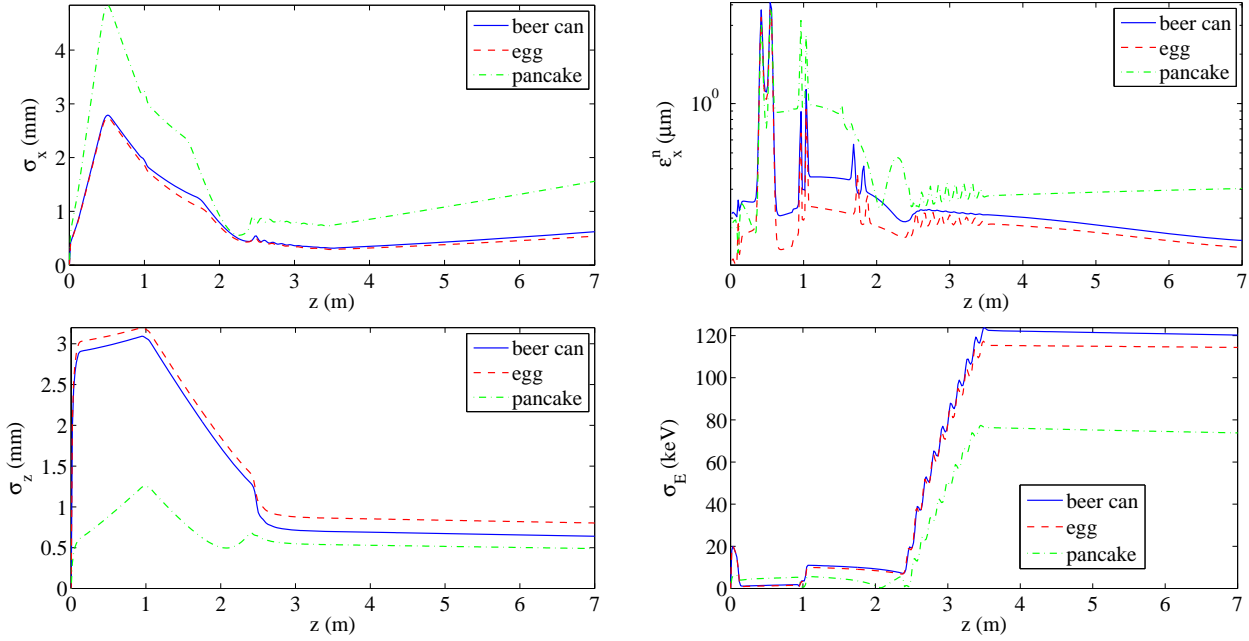 σx (mm)
4
3
2
1
0
0 1 2 3 4 5 6 7
z (m)
beer can
egg
pancake
εxn (μm)
10^0
0 1 2 3 4 5 6 7
z (m)
beer can
egg
pancake
σz (mm)
3
2.5
2
1.5
1
0.5
0
0 1 2 3 4 5 6 7
z (m)
beer can
egg
pancake
σE (keV)
120
100
80
60
40
20
0
0 1 2 3 4 5 6 7
z (m)
beer can
egg
pancake